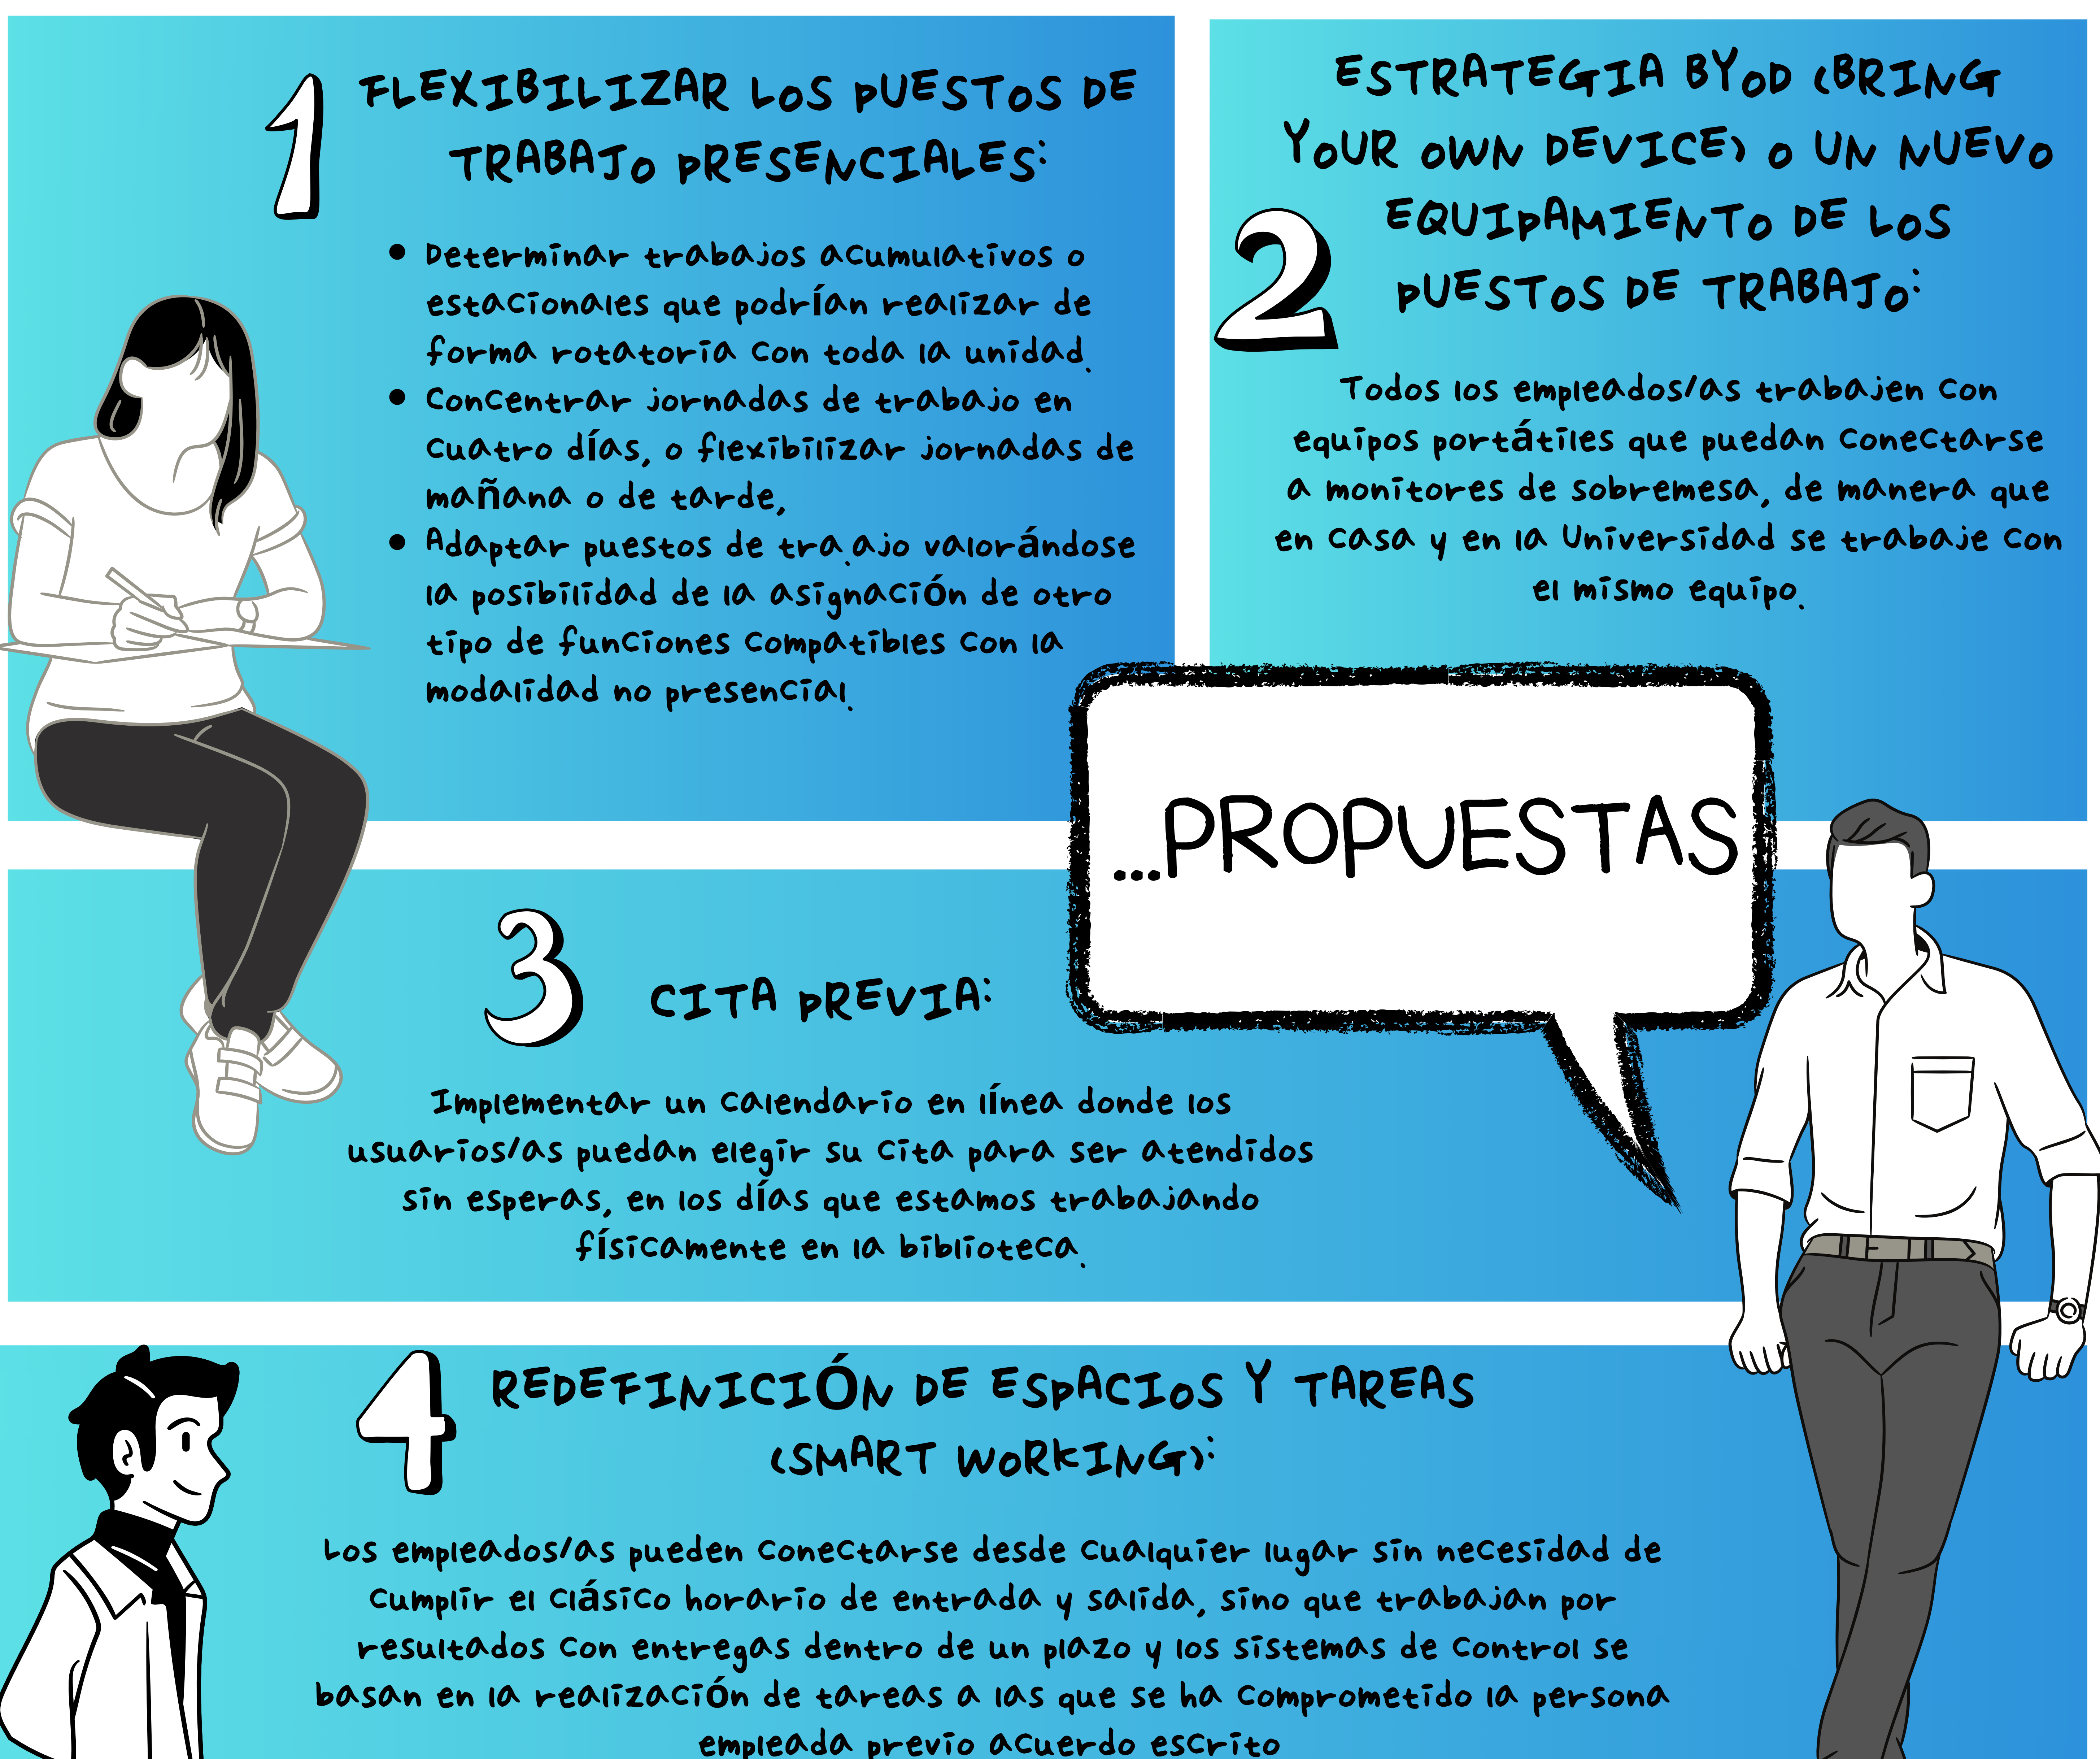 1
FLEXIBILIZAR LOS PUESTOS DE
TRABAJO PRESENCIALES:
• Determinar trabajos acumulativos o
estacionales que podrían realizar de
forma rotatoria con toda la unidad.
• Concentrar jornadas de trabajo en
cuatro días, o flexibilizar jornadas de
mañana o de tarde,
• Adaptar puestos de tra.ajo valorándose
la posibilidad de la asignación de otro
tipo de funciones compatibles con la
modalidad no presencial.
2
ESTRATEGIA BYOD (BRING
YOUR OWN DEVICE) O UN NUEVO
EQUIPAMIENTO DE LOS
PUESTOS DE TRABAJO:
Todos los empleados/as trabajen con
equipos portátiles que puedan conectarse
a monitores de sobremesa, de manera que
en casa y en la Universidad se trabaje con
el mismo equipo.
...PROPUESTAS
3
CITA PREVIA:
Implementar un calendario en línea donde los
usuarios/as puedan elegir su cita para ser atendidos
sin esperas, en los días que estamos trabajando
físicamente en la biblioteca.
4
REDEFINICIÓN DE ESPACIOS Y TAREAS
(SMART WORKING):
Los empleados/as pueden conectarse desde cualquier lugar sin necesidad de
cumplir el clásico horario de entrada y salida, sino que trabajan por
resultados con entregas dentro de un plazo y los sistemas de control se
basan en la realización de tareas a las que se ha comprometido la persona
empleada previo acuerdo escrito